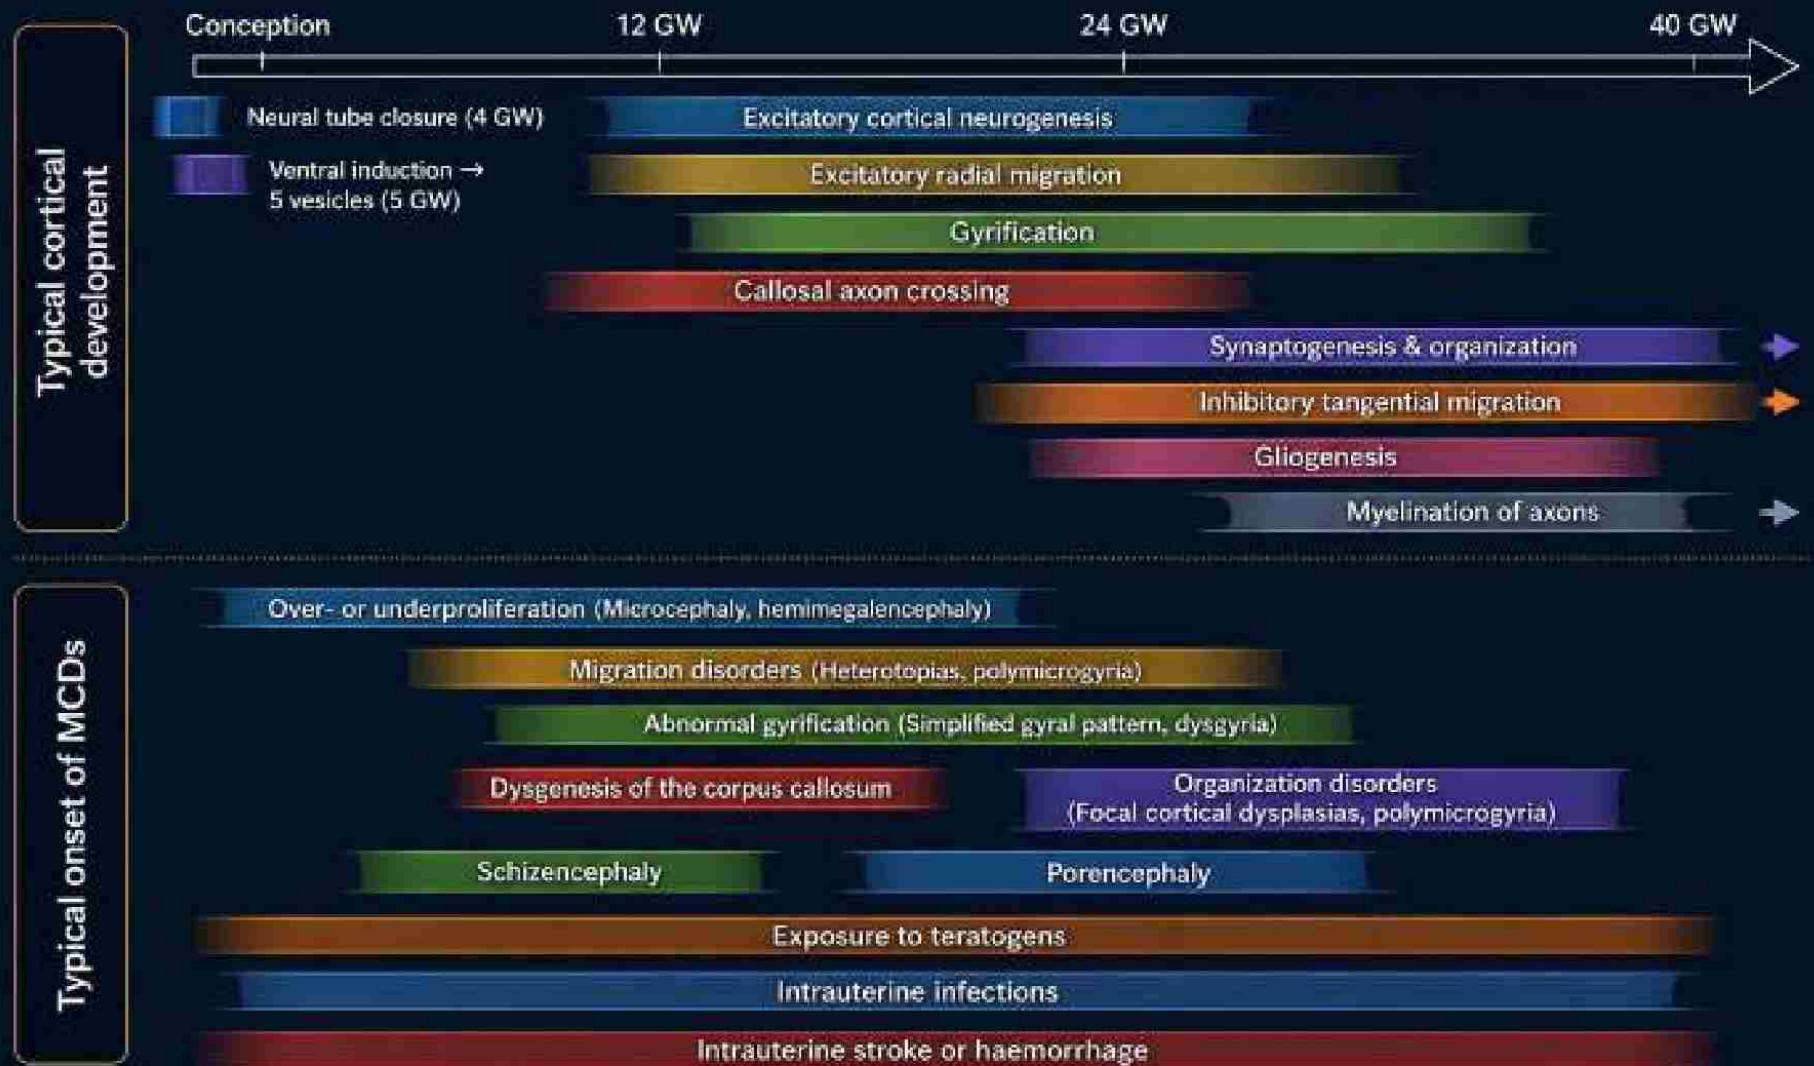 Conception
12 GW
24 GW
40 GW
Typical cortical
development
Neural tube closure (4 GW)
Excitatory cortical neurogenesis
Ventral induction →
5 vesicles (5 GW)
Excitatory radial migration
Gyrification
Callosal axon crossing
Synaptogenesis & organization
Inhibitory tangential migration
Gliogenesis
Myelination of axons
Typical onset of MCDs
Over- or underproliferation (Microcephaly, hemimegalencephaly)
Migration disorders (Heterotopias, polymicrogyria)
Abnormal gyrification (Simplified gyral pattern, dysgyria)
Dysgenesis of the corpus callosum
Organization disorders
(Focal cortical dysplasias, polymicrogyria)
Schizencephaly
Porencephaly
Exposure to teratogens
Intrauterine infections
Intrauterine stroke or haemorrhage